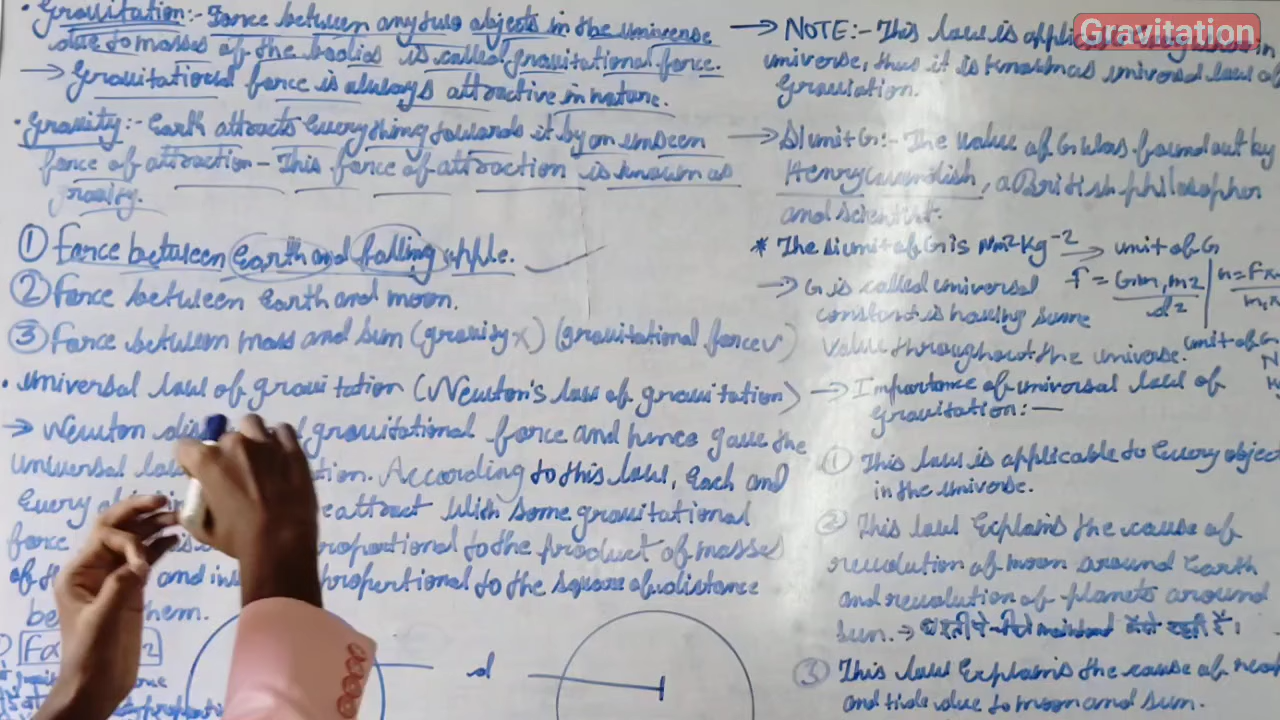 • Gravitation:- Force between any two objects in the universe
due to masses of the bodies is called gravitational force.
→ Gravitational force is always attractive in nature.
• Gravity:- Earth attracts Everything towards it by an unseen
force of attraction - This force of attraction is known as
gravity.
① Force between Earth and falling apple.
② Force between Earth and moon.
③ Force between mass and sun (gravity x) (gravitational force ✓)
• Universal law of gravitation (Newton's law of gravitation)
→ Newton gravitational force and hence gave the
universal According to this law, Each and
Every attract with some gravitational
force proportional to the product of masses
of the and proportional to the square of distance
them.
d
Gravitation
→ NOTE:- This law is in
universe, thus it is known as universal law of
Graviation.
→ SI unit G:- The value of G was found out by
Henry Cavendish, a British philosopher
and scientist.
* The si unit of G is Nm² Kg⁻² → unit of G
→ G is called universal F = Gm₁m₂/d²
constant is having same
value throughout the universe. unit of G
→ Importance of universal law of
gravitation:—
① This law is applicable to Every object
in the universe.
② This law Explains the cause of
revolution of moon around Earth
and revolution of planets around
sun. →
③ This law Explains the cause of
and tide due to moon and sun.